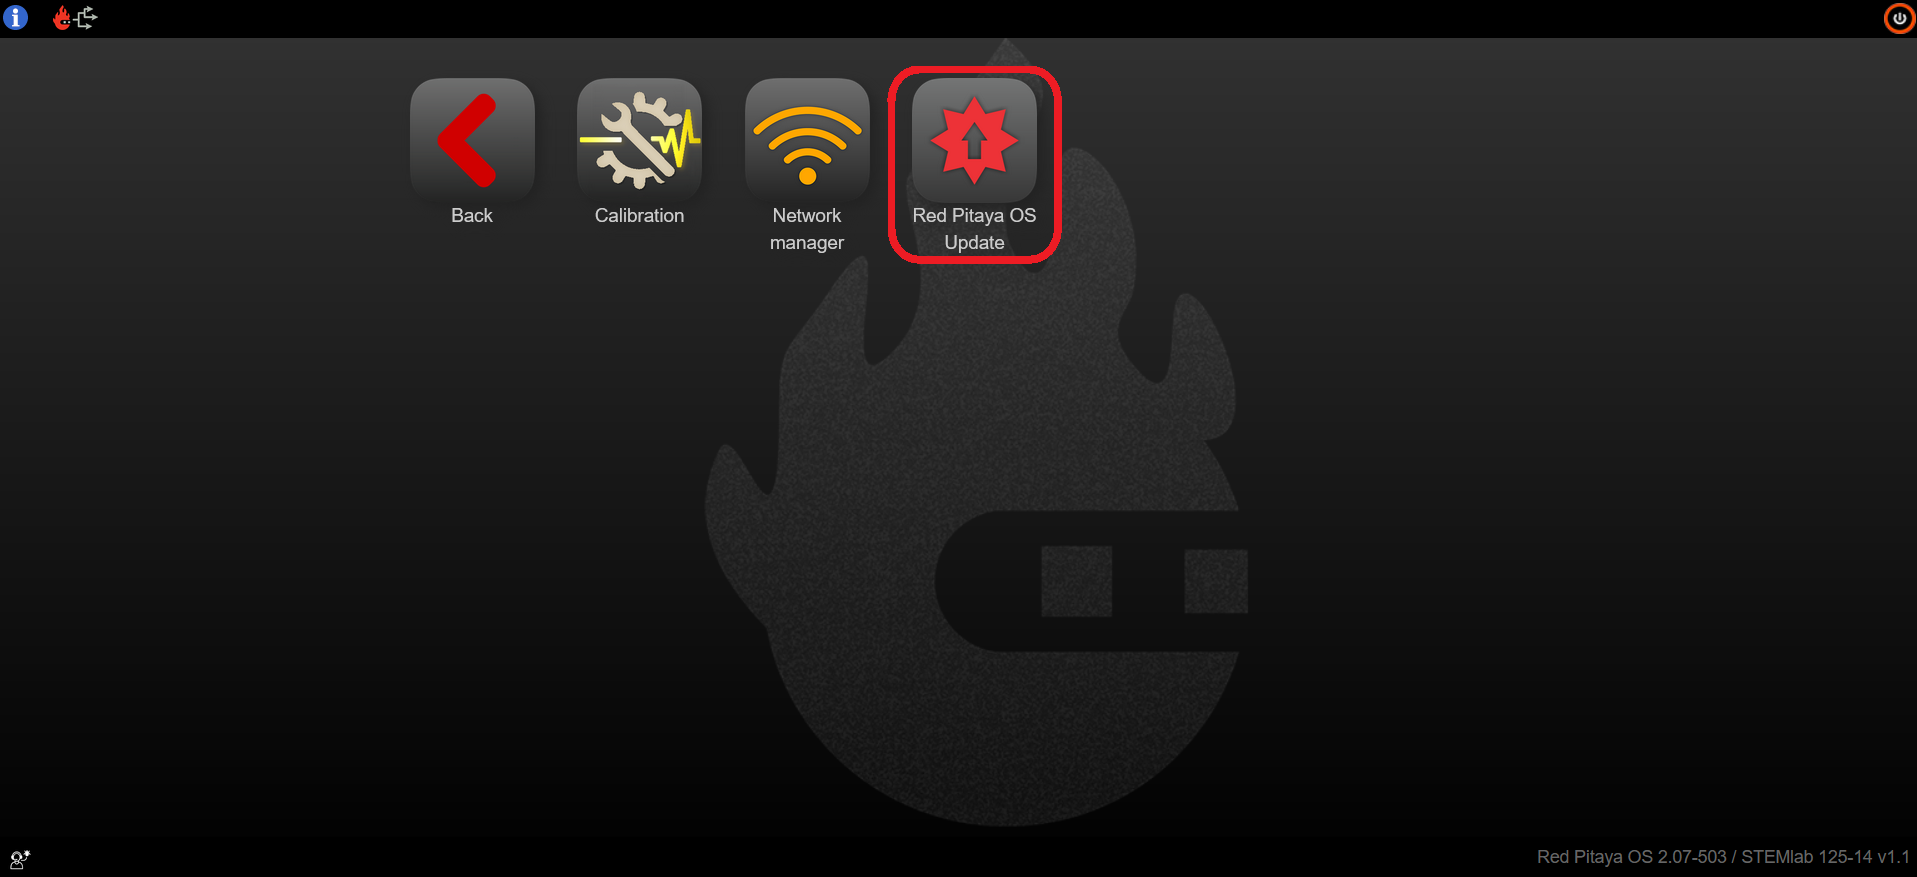 Back
Calibration
Network
manager
Red Pitaya OS
Update
Red Pitaya OS 2.07-503 / STEMlab 125-14 v1.1